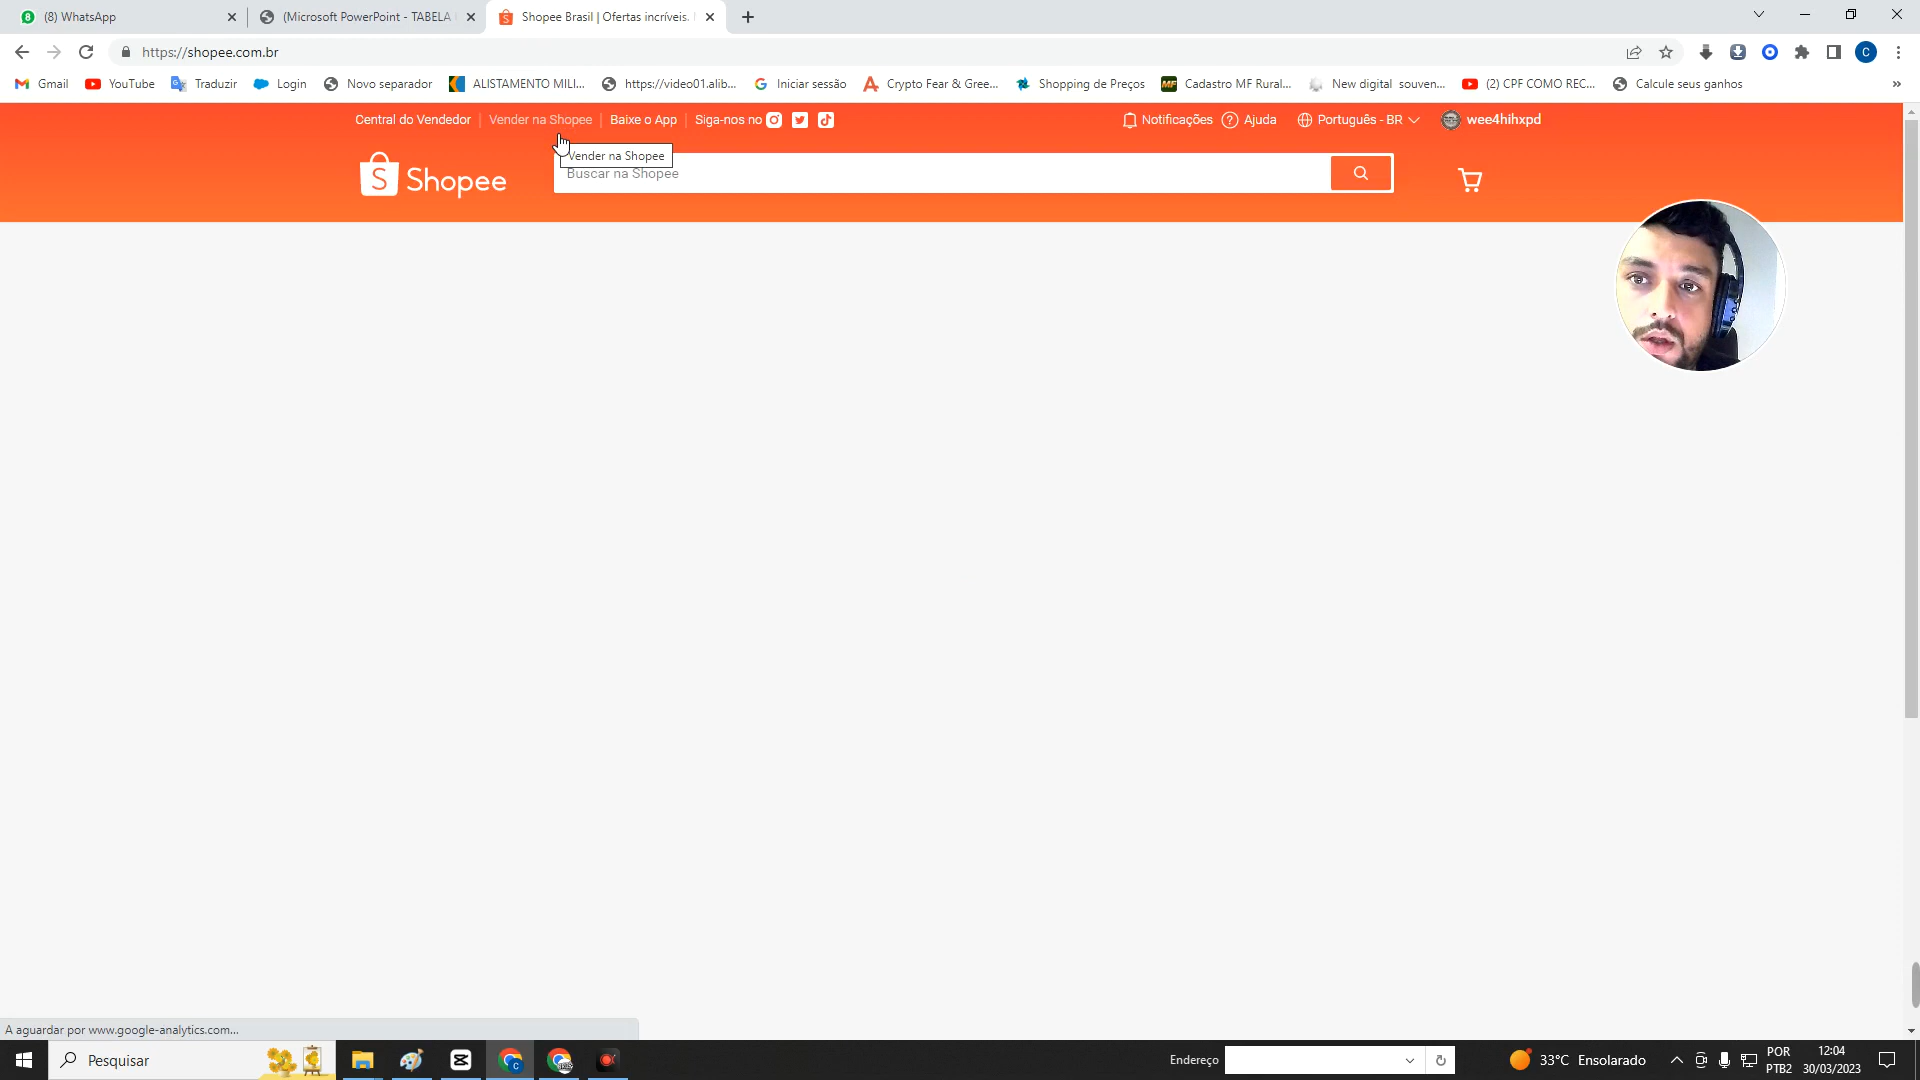 (8) WhatsApp
(Microsoft PowerPoint - TABELA
Shopee Brasil | Ofertas incríveis.
https://shopee.com.br
Gmail
YouTube
Traduzir
Login
Novo separador
ALISTAMENTO MILI...
https://video01.alib...
Iniciar sessão
Crypto Fear & Gree...
Shopping de Preços
Cadastro MF Rural...
New digital souven...
(2) CPF COMO REC...
Calcule seus ganhos
Central do Vendedor
Vender na Shopee
Baixe o App
Siga-nos no
Notificações
Ajuda
Português - BR
wee4hihxpd
Vender na Shopee
Shopee
Buscar na Shopee
A aguardar por www.google-analytics.com...
Pesquisar
Endereço
33°C Ensolarado
POR
PTB2
12:04
30/03/2023